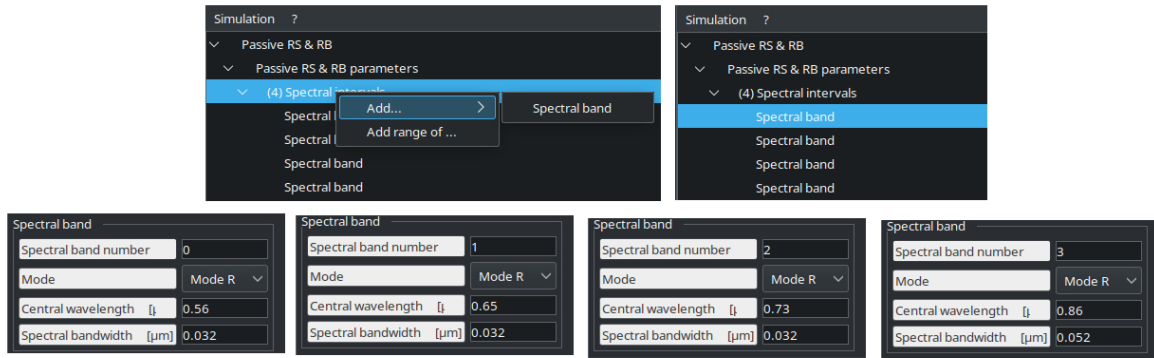 Simulation ?
Passive RS & RB
Passive RS & RB parameters
(4) Spectral intervals
Add...
Spectral band
Spectral
Add range of ...
Spectral
Spectral band
Spectral band
Simulation ?
Passive RS & RB
Passive RS & RB parameters
(4) Spectral intervals
Spectral band
Spectral band
Spectral band
Spectral band
Spectral band
Spectral band number 0
Mode Mode R
Central wavelength [μ 0.56
Spectral bandwidth [µm] 0.032
Spectral band
Spectral band number 1
Mode Mode R
Central wavelength [μ 0.65
Spectral bandwidth [µm] 0.032
Spectral band
Spectral band number 2
Mode Mode R
Central wavelength [μ 0.73
Spectral bandwidth [µm] 0.032
Spectral band
Spectral band number 3
Mode Mode R
Central wavelength [μ 0.86
Spectral bandwidth [µm] 0.052